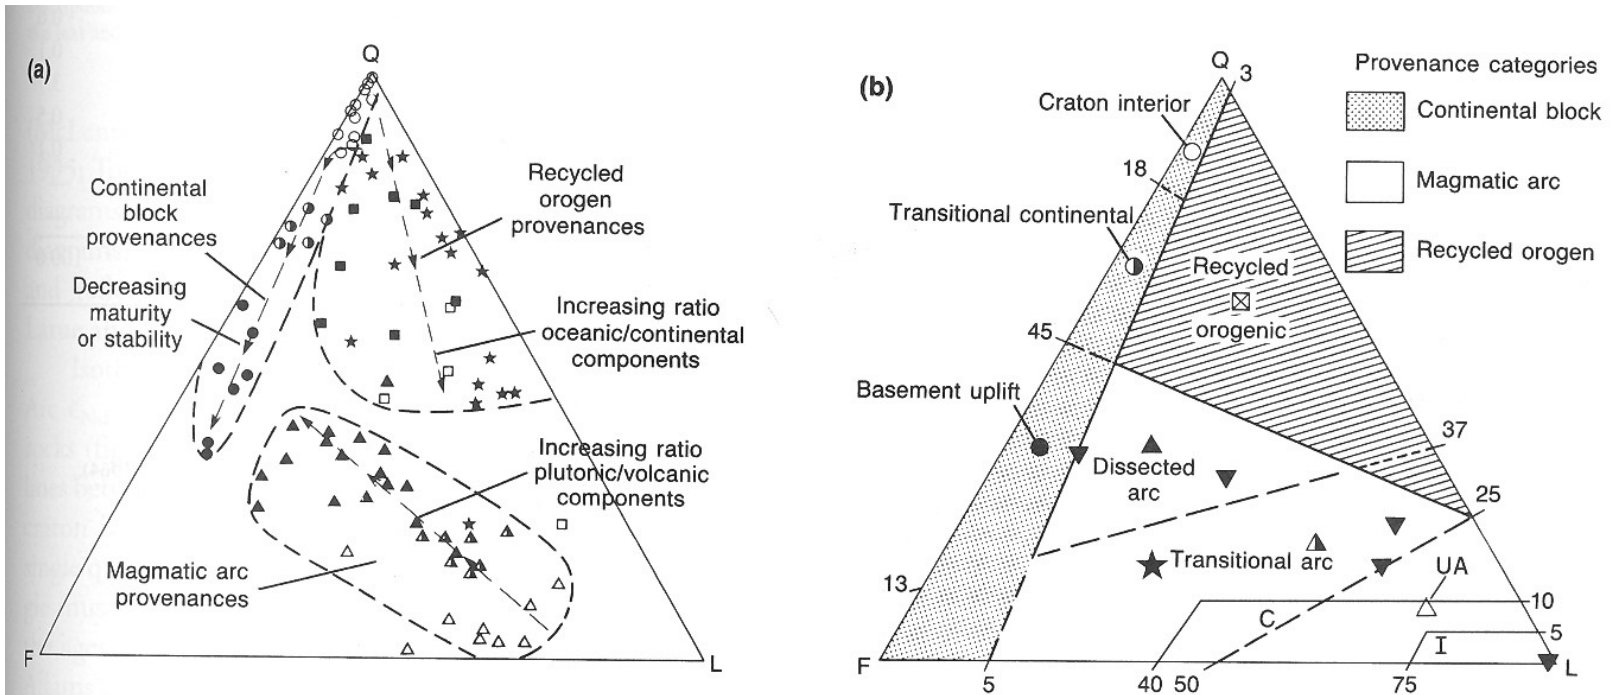 (a)
Q
Continental
block
provenances
Decreasing
maturity
or stability
Recycled
orogen
provenances
Increasing ratio
oceanic/continental
components
Increasing ratio
plutonic/volcanic
components
Magmatic arc
provenances
F
L
(b)
Q
3
Craton interior
18
Transitional continental
45
Basement uplift
Recycled
orogenic
37
25
Dissected
arc
Transitional arc
UA
13
C
10
5
I
F
L
5
40
50
75
Provenance categories
Continental block
Magmatic arc
Recycled orogen